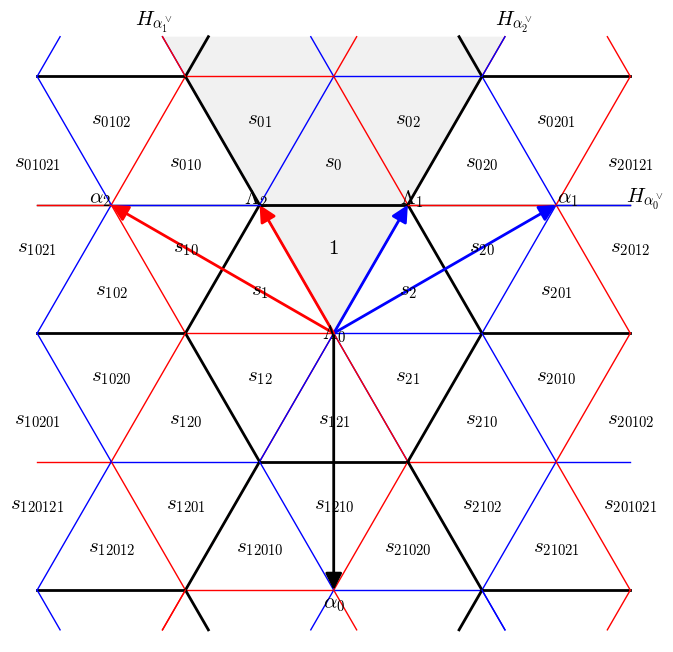 H_{α_1^∨} H_{α_2^∨}
s_{0102} s_{01} s_{02} s_{0201}
s_{01021} s_{010} s_0 s_{020} s_{20121}
α_2 Λ_2 Λ_1 α_1 H_{α_0^∨}
s_{1021} s_{10} 1 s_{20} s_{2012}
s_{102} s_1 s_2 s_{201}
Λ_0
s_{1020} s_{12} s_{21} s_{2010}
s_{10201} s_{120} s_{121} s_{210} s_{20102}
s_{120121} s_{1201} s_{1210} s_{2102} s_{201021}
s_{12012} s_{12010} s_{21020} s_{21021}
α_0